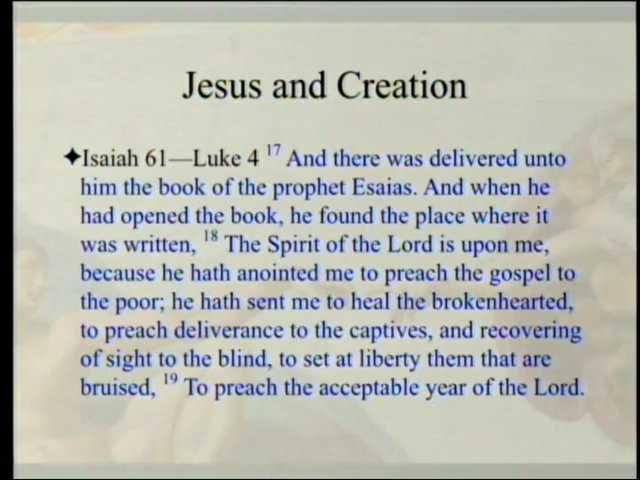 Jesus and Creation
✦Isaiah 61—Luke 4 17 And there was delivered unto
him the book of the prophet Esaias. And when he
had opened the book, he found the place where it
was written, 18 The Spirit of the Lord is upon me,
because he hath anointed me to preach the gospel to
the poor; he hath sent me to heal the brokenhearted,
to preach deliverance to the captives, and recovering
of sight to the blind, to set at liberty them that are
bruised, 19 To preach the acceptable year of the Lord.